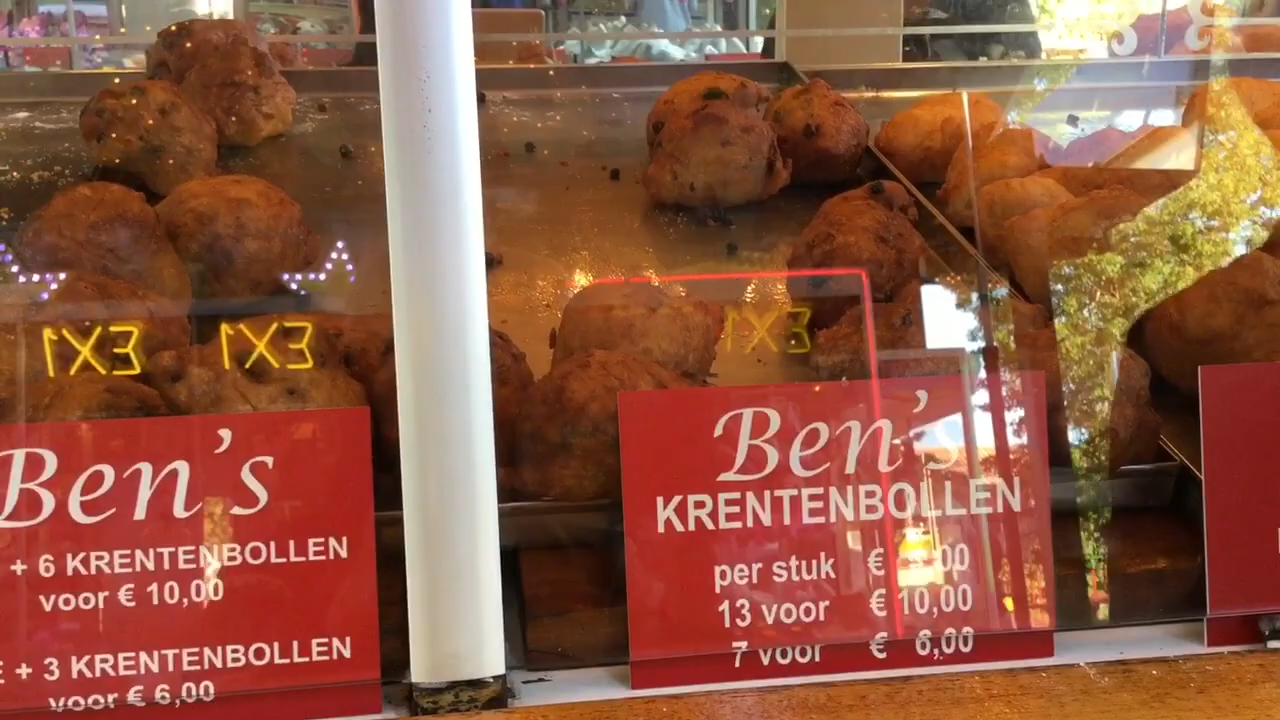 1X3 1X3 1X3
Ben's
+ 6 KRENTENBOLLEN
voor € 10,00
+ 3 KRENTENBOLLEN
voor € 6,00
Ben's
KRENTENBOLLEN
per stuk €
13 voor € 10,00
7 voor € 6,00